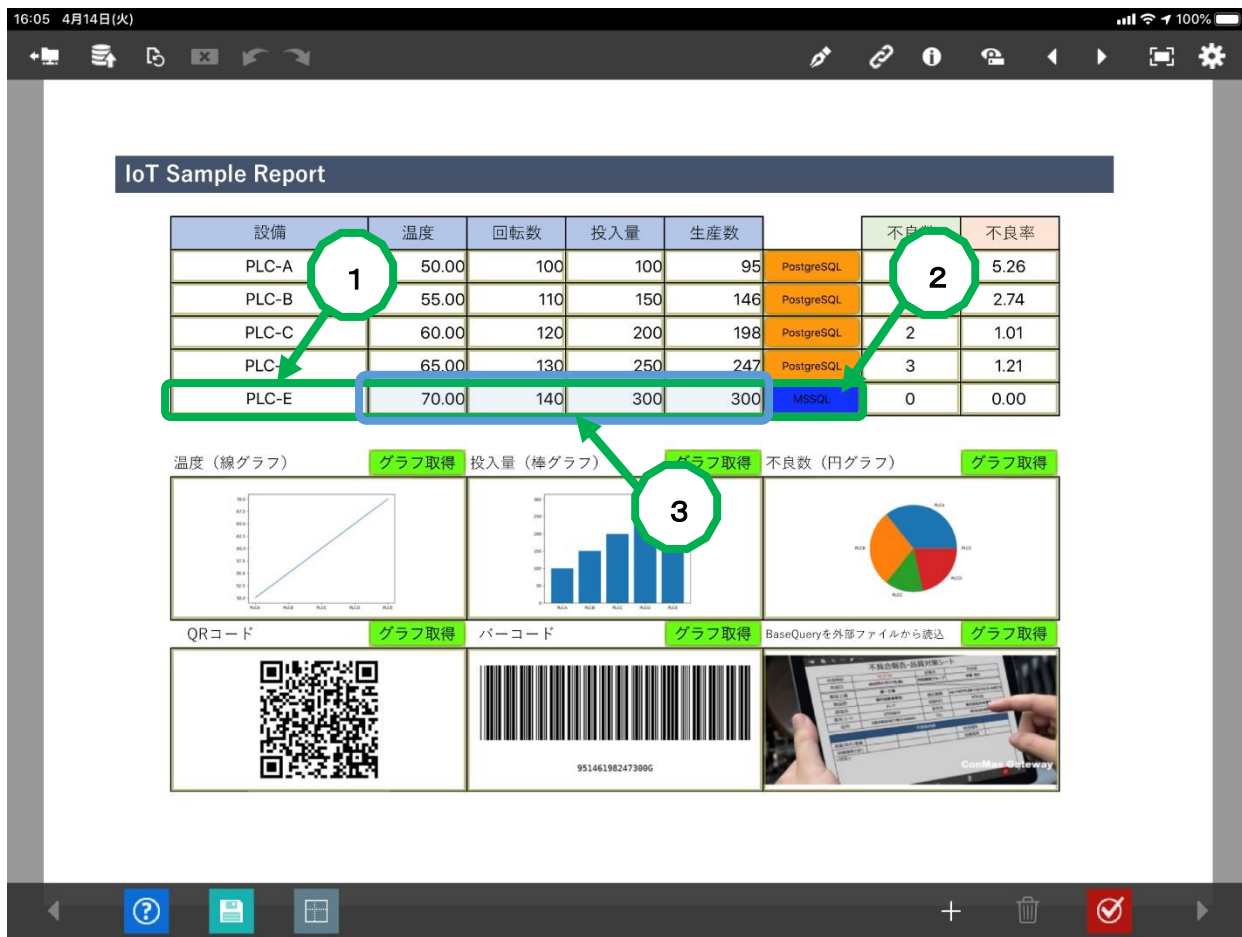 16:05 4月14日(火) 100%
IoT Sample Report
設備 温度 回転数 投入量 生産数 不良率
PLC-A 50.00 100 100 95 PostgreSQL 5.26
PLC-B 55.00 110 150 146 PostgreSQL 2.74
PLC-C 60.00 120 200 198 PostgreSQL 2 1.01
PLC- 65.00 130 250 247 PostgreSQL 3 1.21
PLC-E 70.00 140 300 300 MSSQL 0 0.00
1
2
3
温度（線グラフ） グラフ取得 投入量（棒グラフ） グラフ取得 不良数（円グラフ） グラフ取得
QRコード グラフ取得 バーコード グラフ取得 BaseQueryを外部ファイルから読込 グラフ取得
95146198247300G
不具合報告・品質対策シート
ConMas Gateway